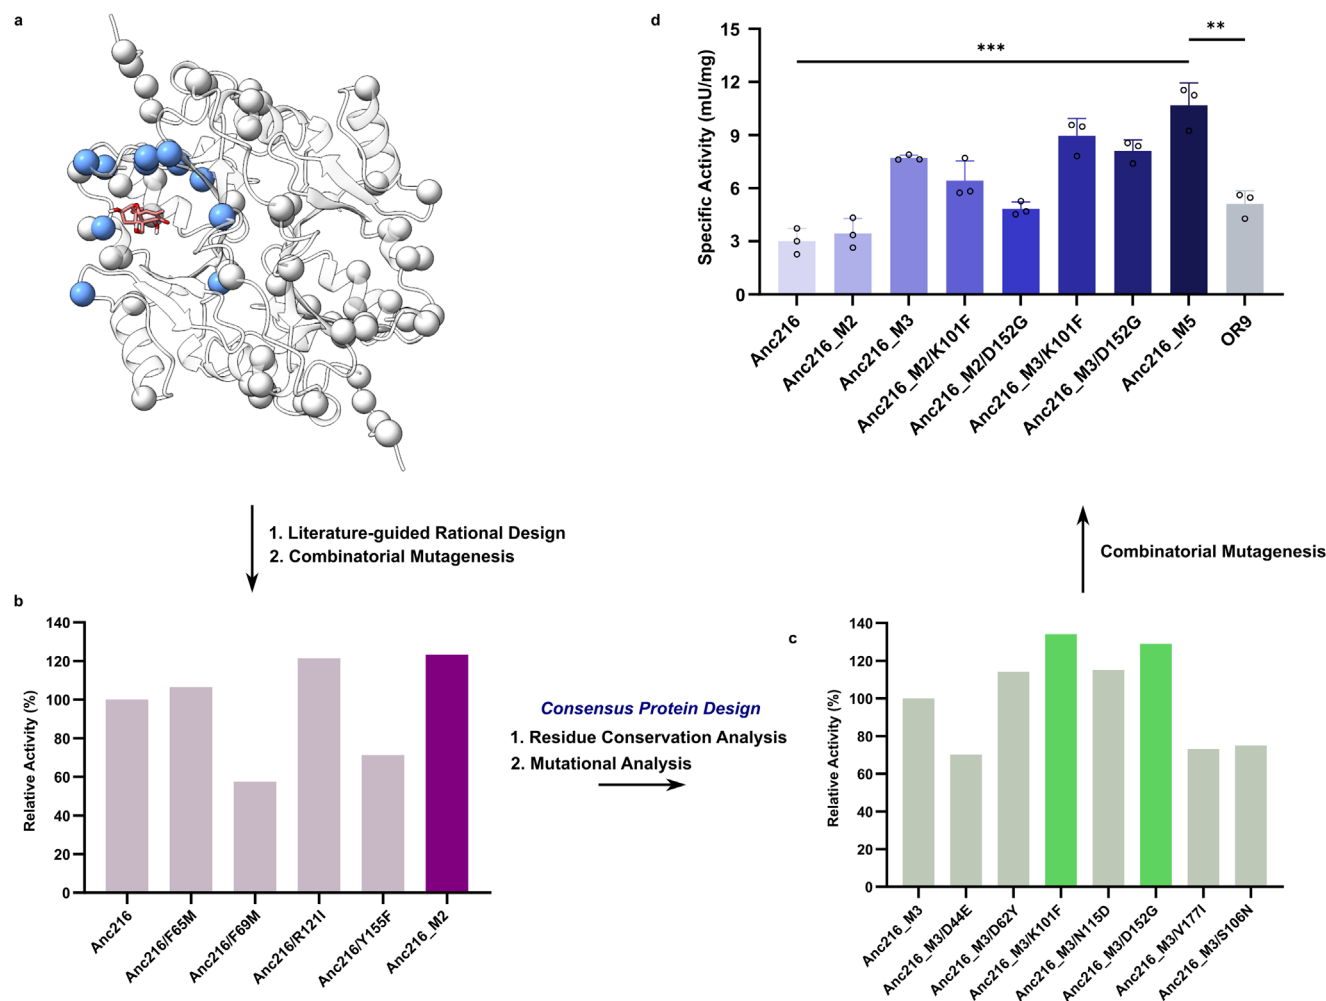 a
1. Literature-guided Rational Design
2. Combinatorial Mutagenesis
b
Relative Activity (%)
140
120
100
80
60
40
20
0
Anc216
Anc216/F65M
Anc216/F69M
Anc216/R121I
Anc216/Y155F
Anc216_M2
Consensus Protein Design
1. Residue Conservation Analysis
2. Mutational Analysis
c
Relative Activity (%)
140
120
100
80
60
40
20
0
Anc216_M3
Anc216_M3/D44E
Anc216_M3/D62Y
Anc216_M3/K101F
Anc216_M3/N115D
Anc216_M3/D152G
Anc216_M3/V177I
Anc216_M3/S106N
Combinatorial Mutagenesis
d
Specific Activity (mU/mg)
15
12
9
6
3
0
***
**
Anc216
Anc216_M2
Anc216_M3
Anc216_M2/K101F
Anc216_M2/D152G
Anc216_M3/K101F
Anc216_M3/D152G
Anc216_M5
OR9